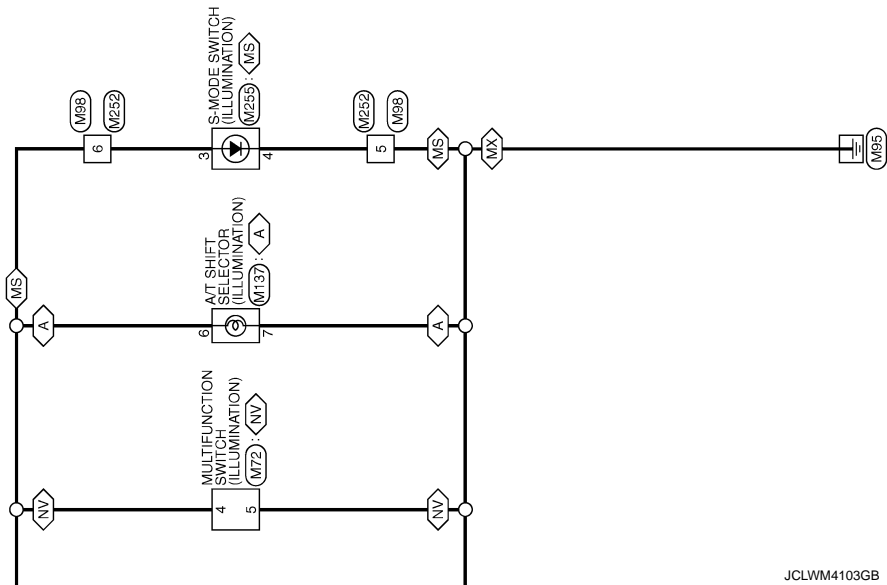 M98
M252
6
S-MODE SWITCH
(ILLUMINATION)
M255 : MS
3
4
M252
M98
5
MS
MX
M95
MS
A
A/T SHIFT
SELECTOR
(ILLUMINATION)
M137 : A
6
7
A
MULTIFUNCTION
SWITCH
(ILLUMINATION)
M72 : NV
NV
4
5
NV
JCLWM4103GB